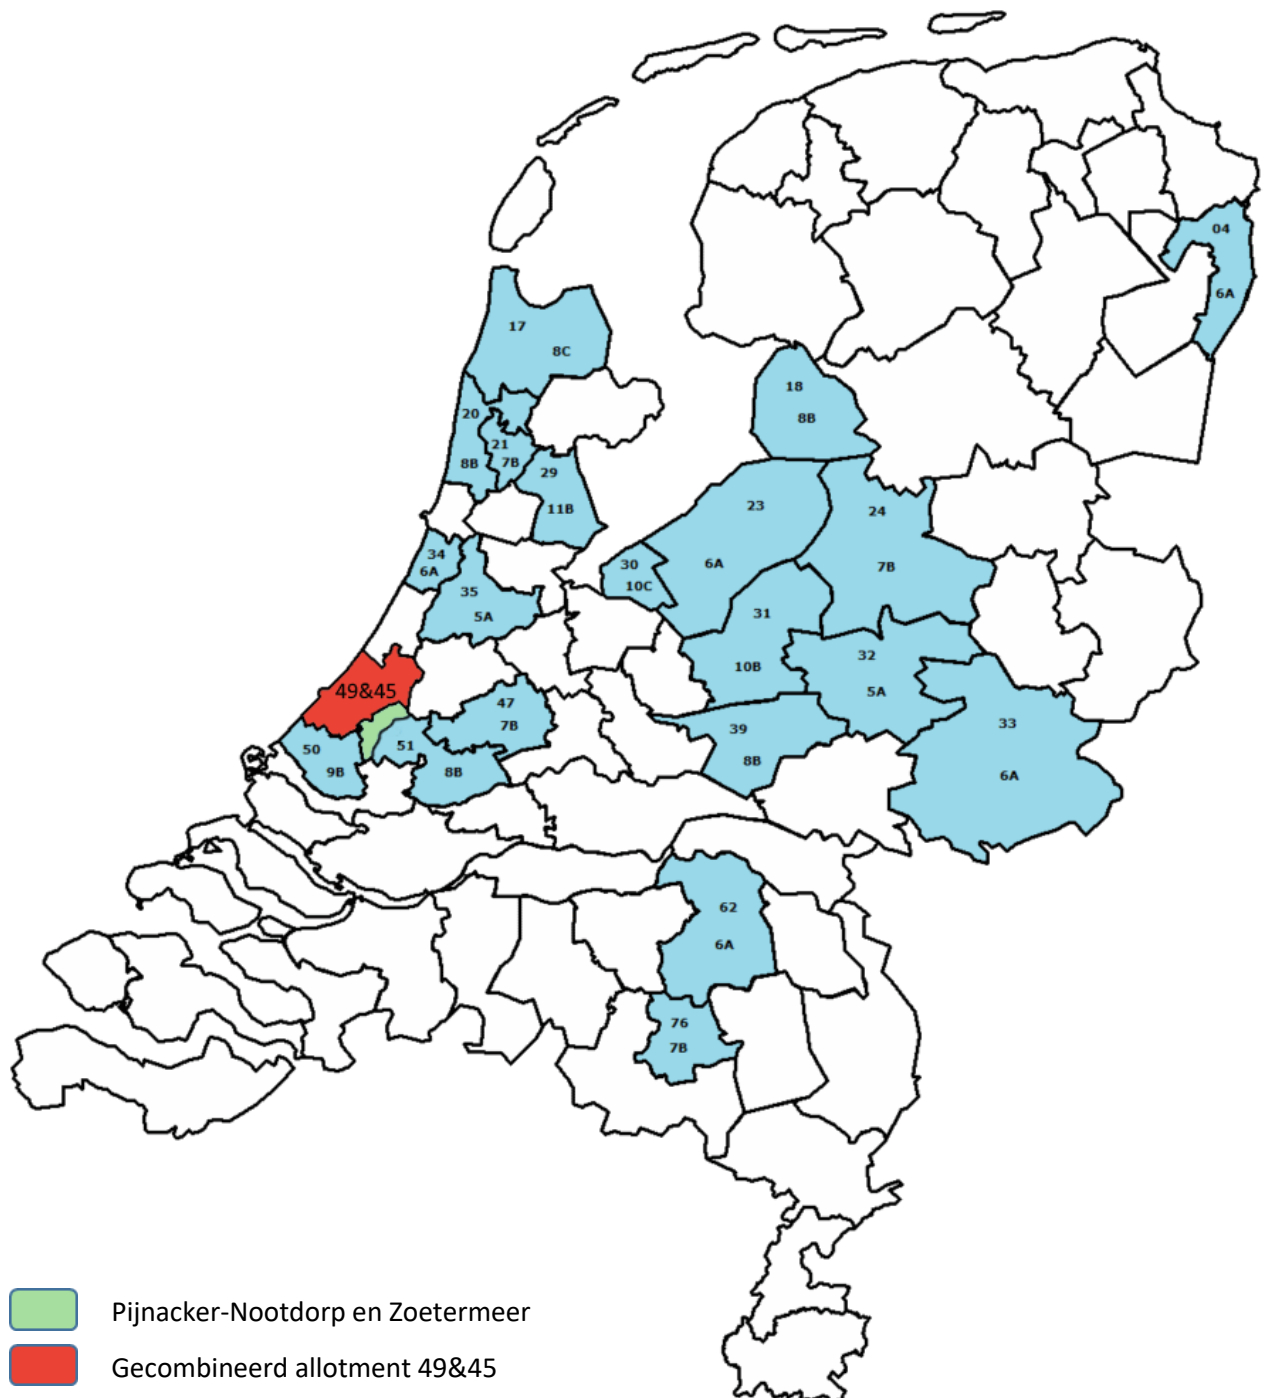 04
6A
17
8C
18
8B
20
21
8B
7B
29
11B
23
24
34
6A
30
6A
7B
10C
35
5A
31
32
10B
5A
49&45
47
7B
33
39
50
51
8B
9B
8B
6A
62
6A
76
7B
Pijnacker-Nootdorp en Zoetermeer
Gecombineerd allotment 49&45